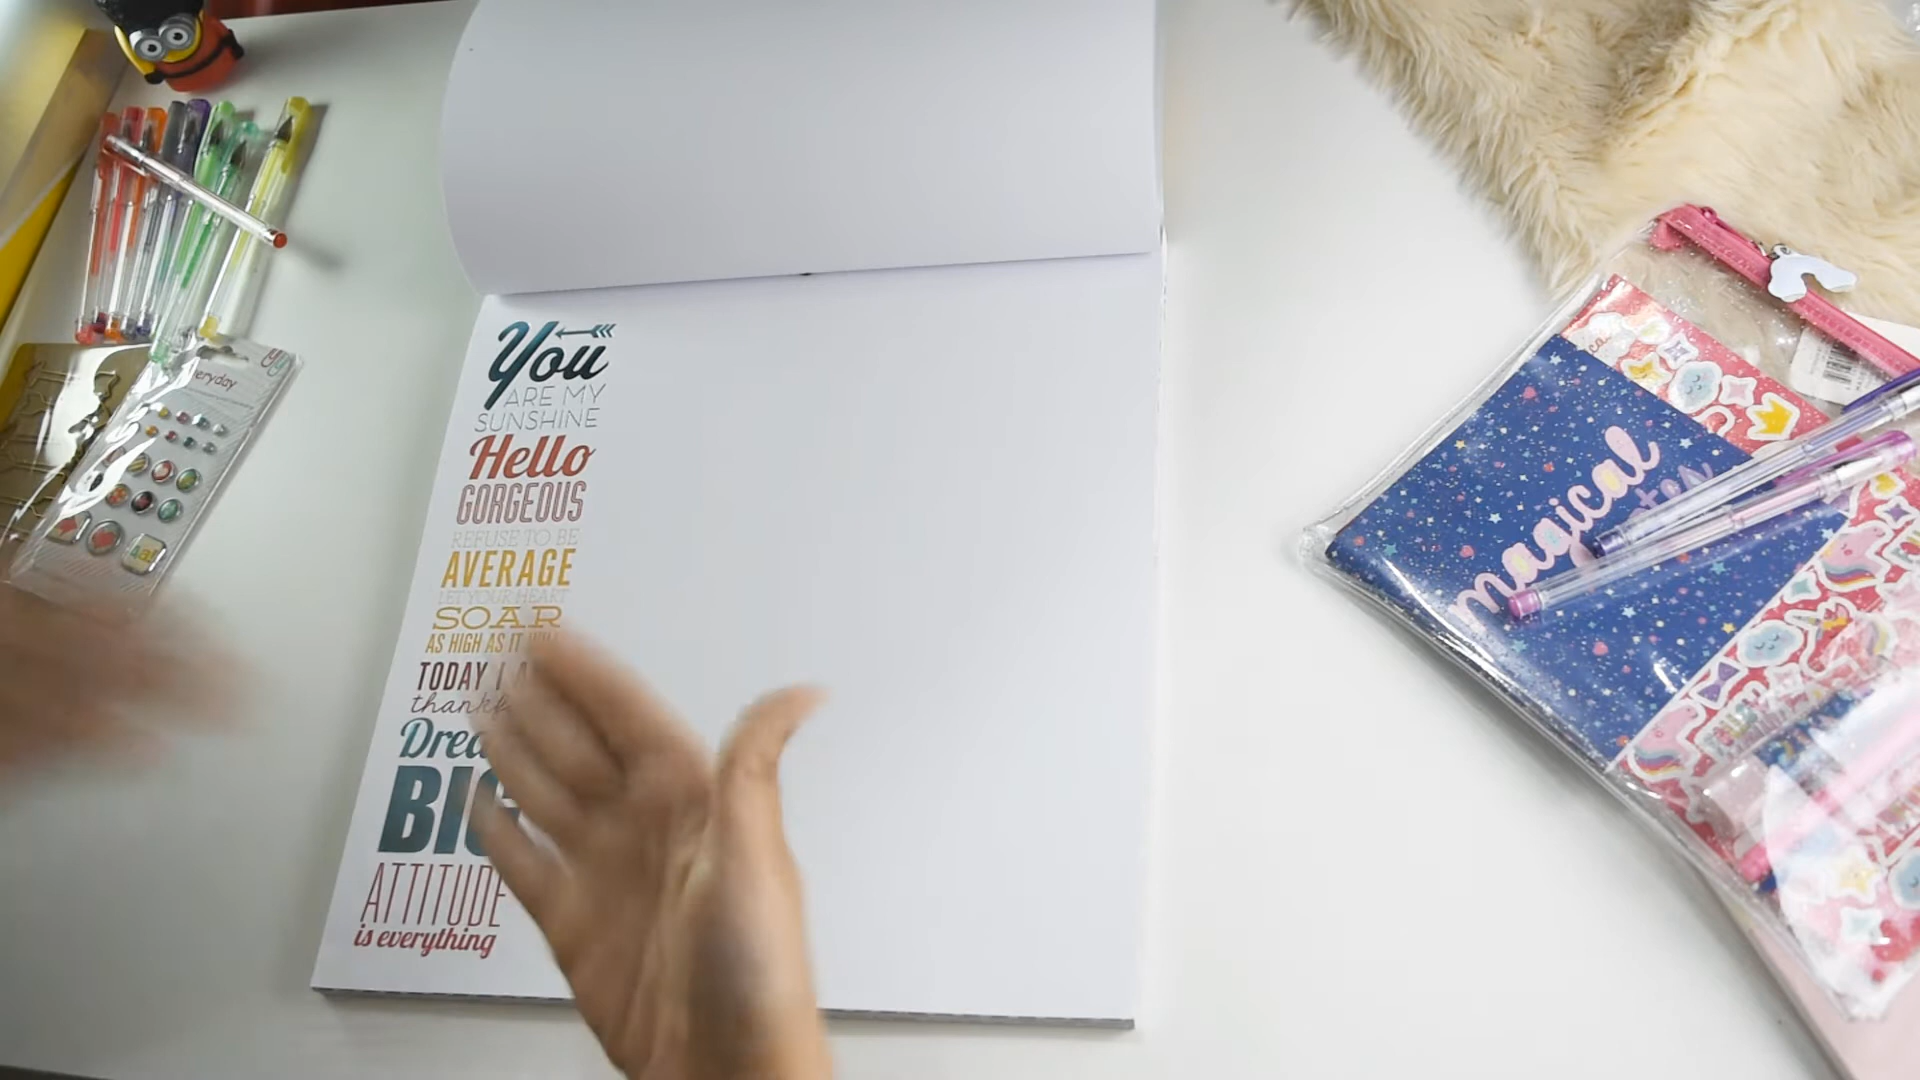 You
ARE MY
SUNSHINE
Hello
GORGEOUS
REFUSE TO BE
AVERAGE
LET YOUR HEART
SOAR
AS HIGH AS IT
TODAY I
Dream
BIG
ATTITUDE
is everything
eryday
magical